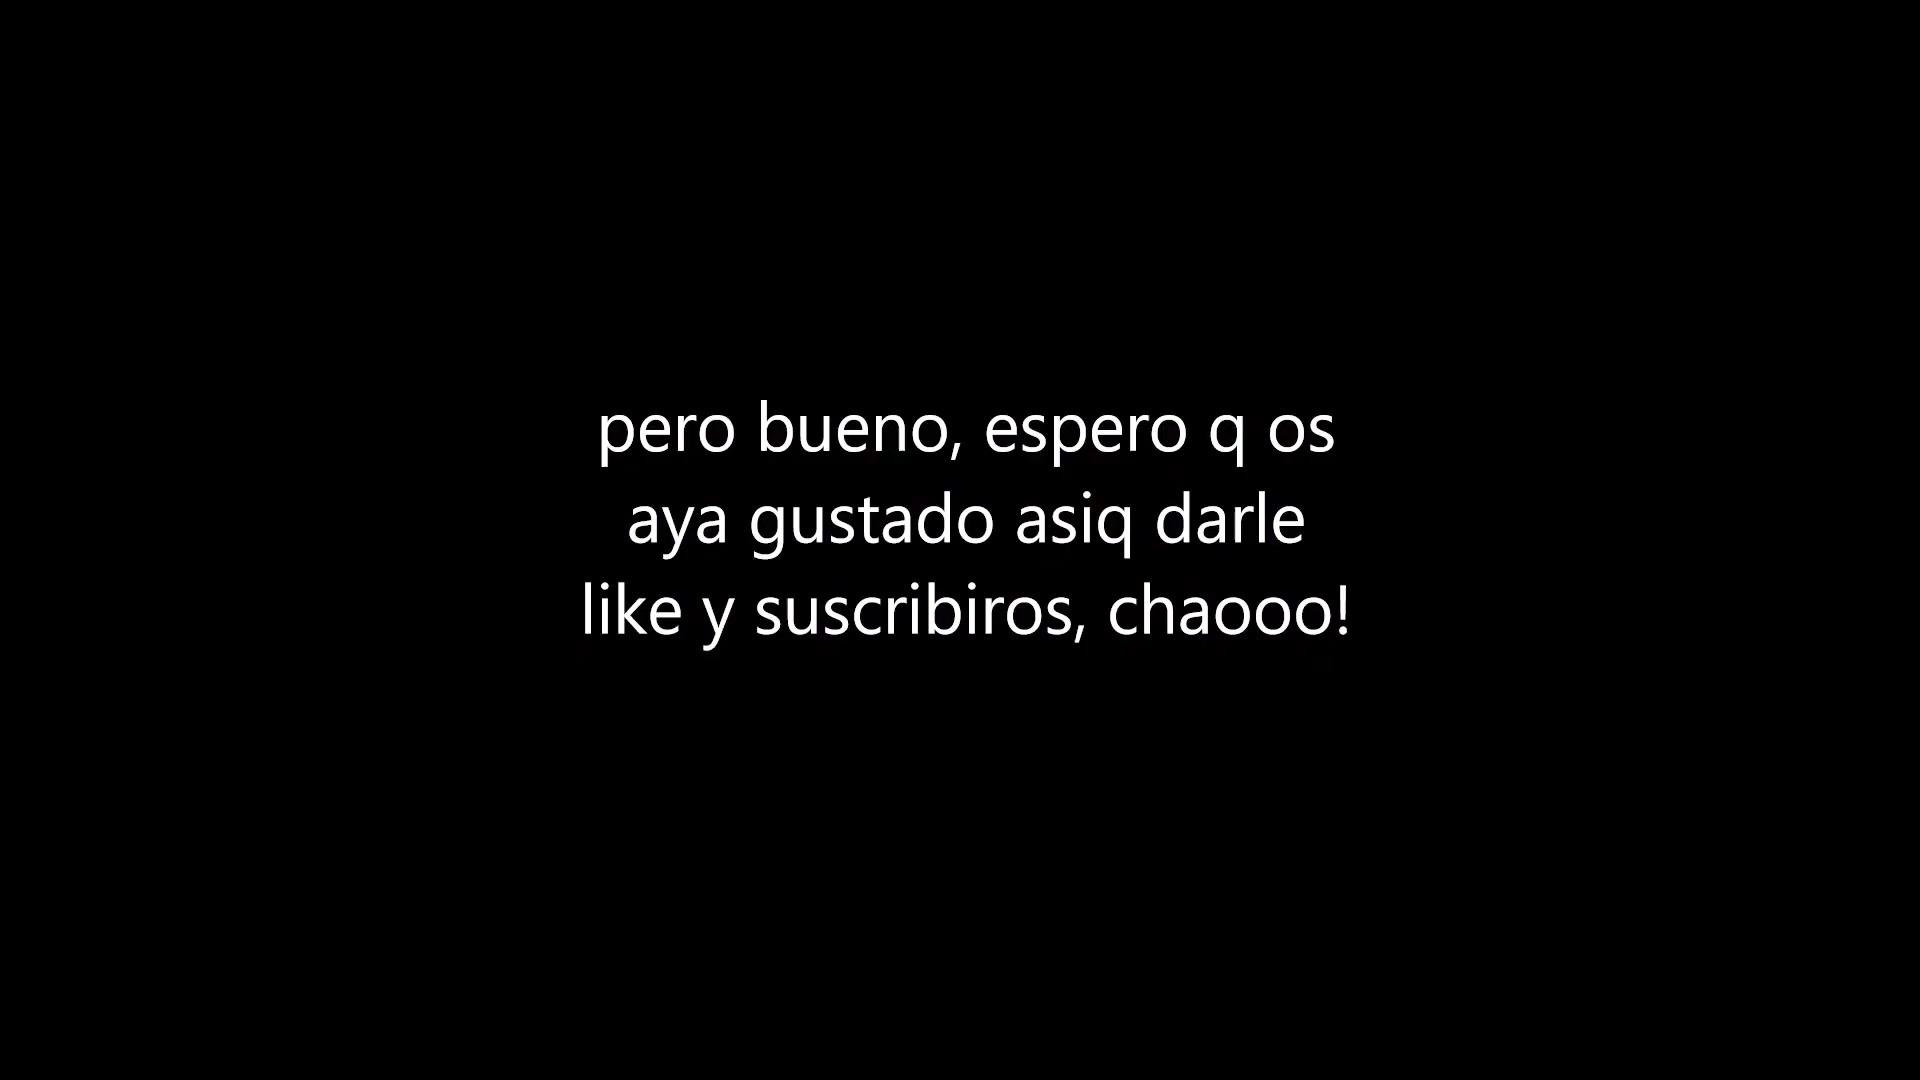 pero bueno, espero q os
aya gustado asiq darle
like y suscribiros, chaooo!